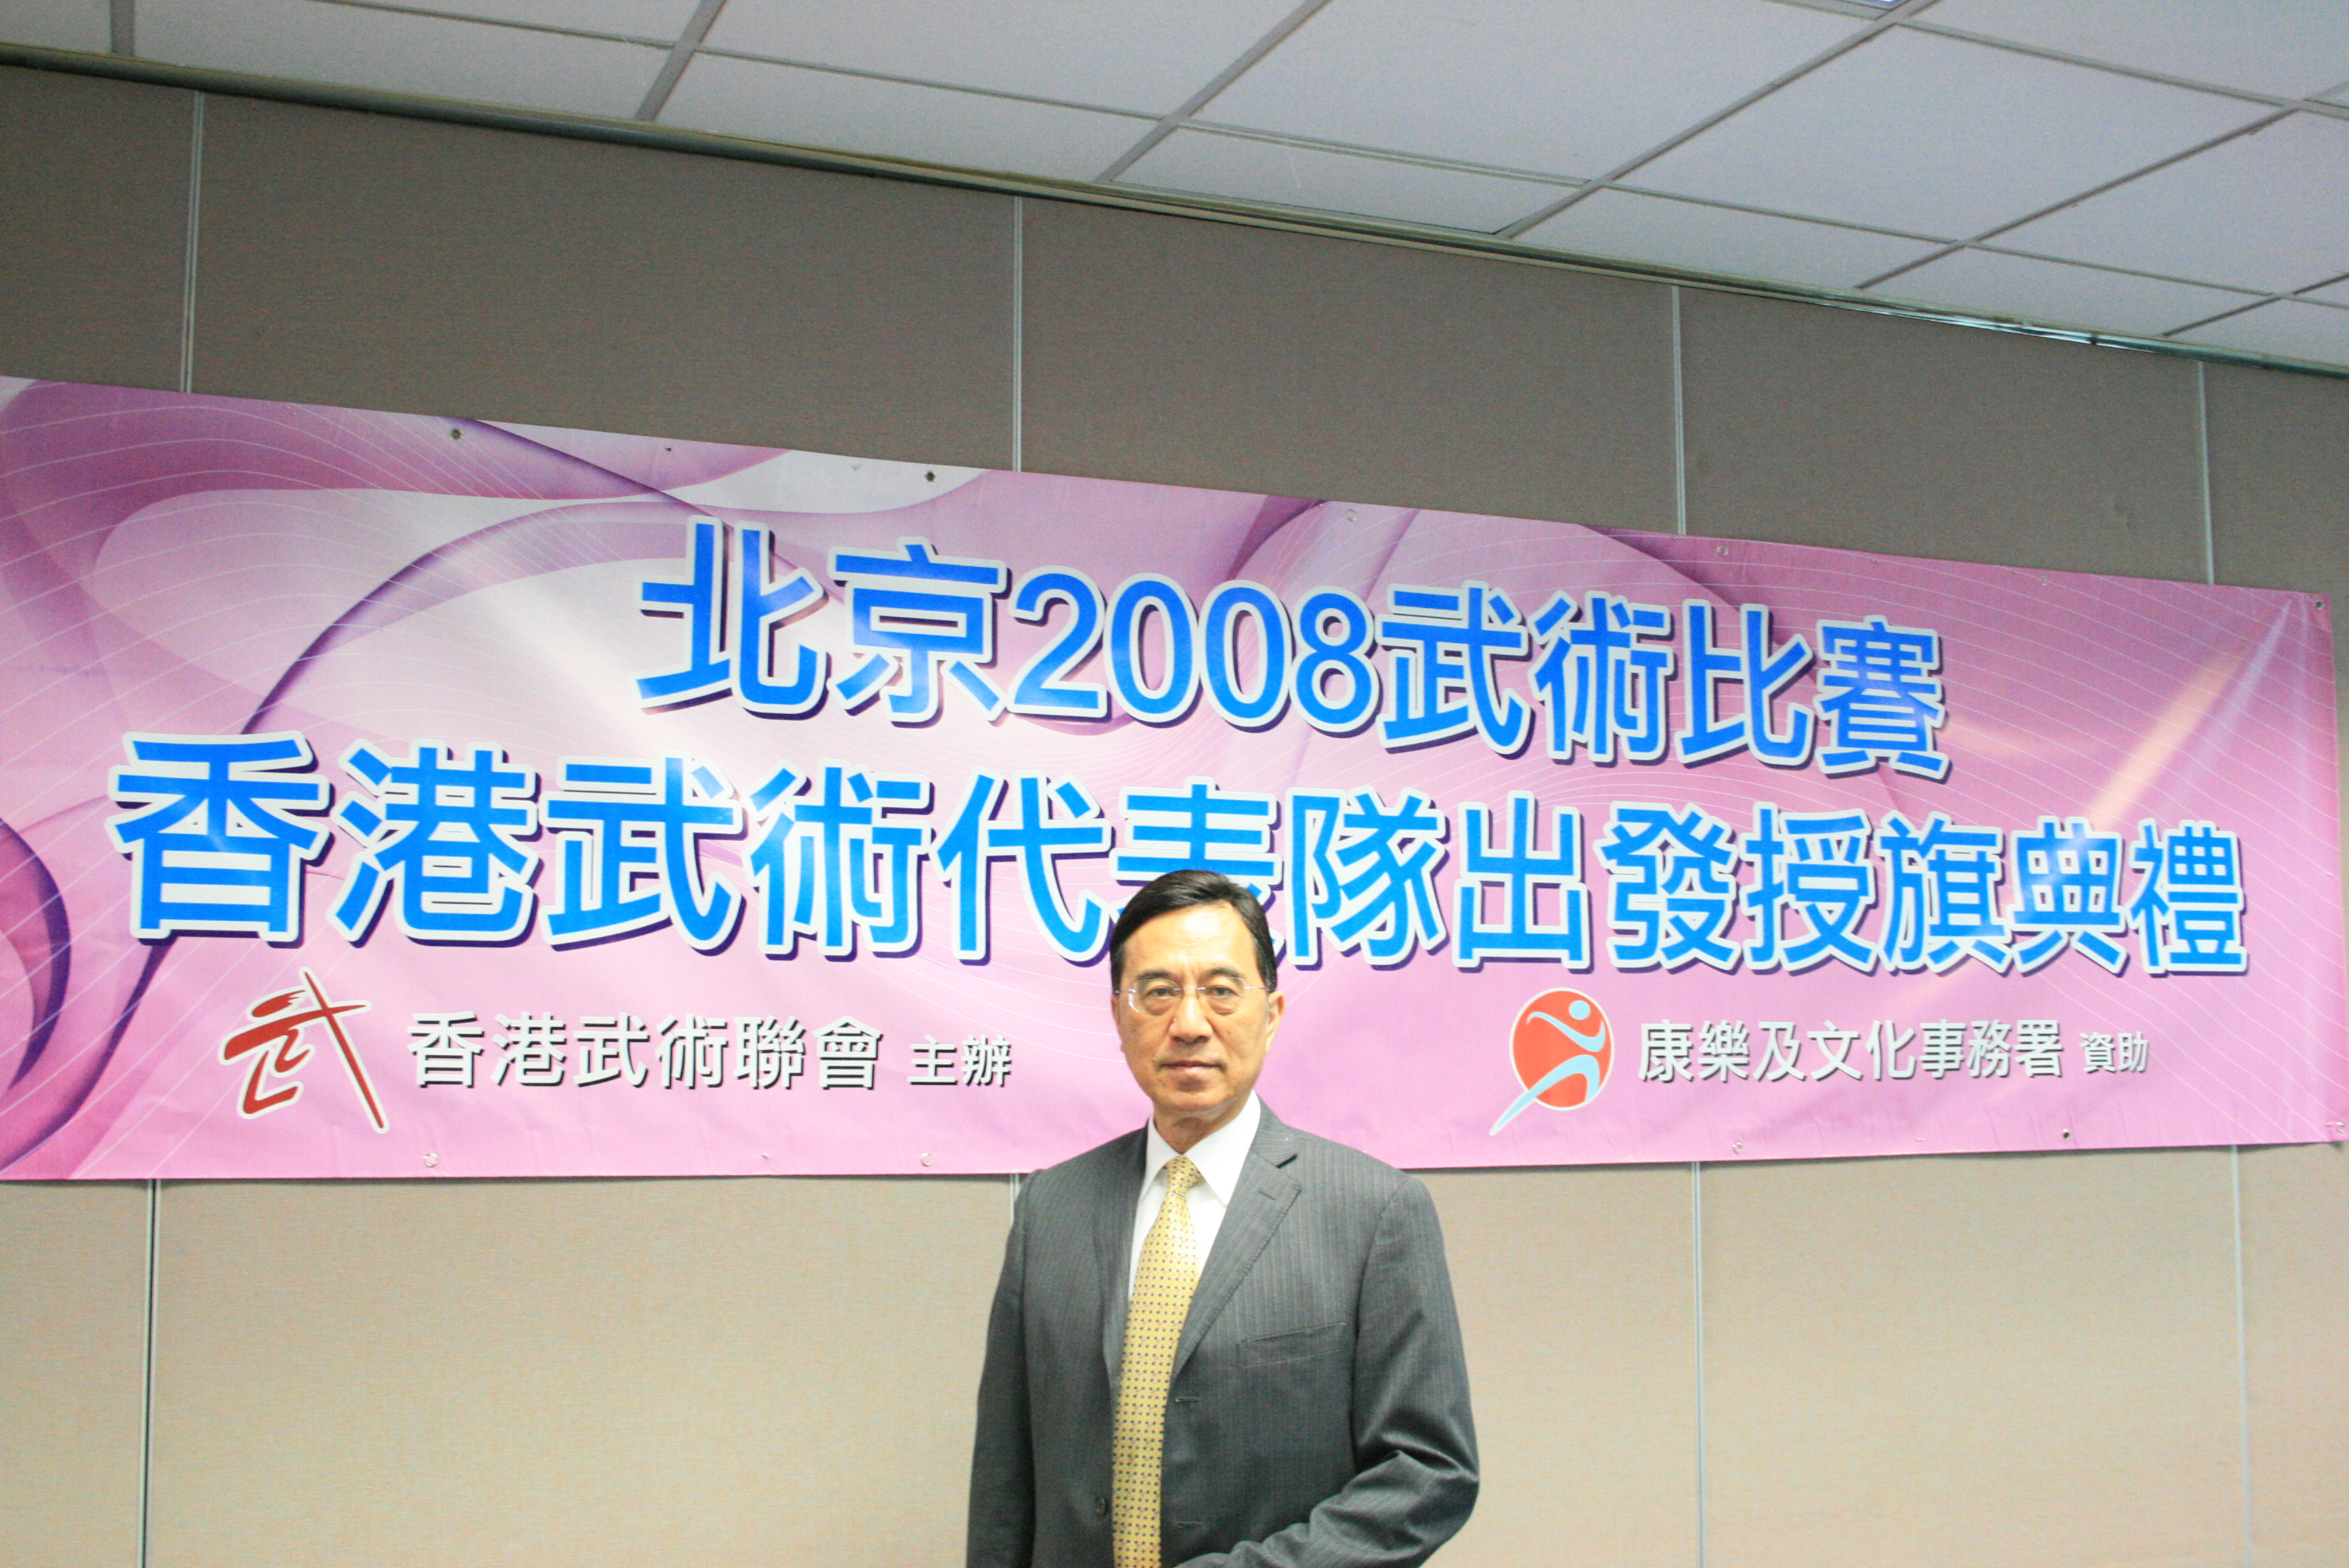 北京2008武術比賽
香港武術代表隊出發授旗典禮
武 香港武術聯會 主辦
康樂及文化事務署 資助